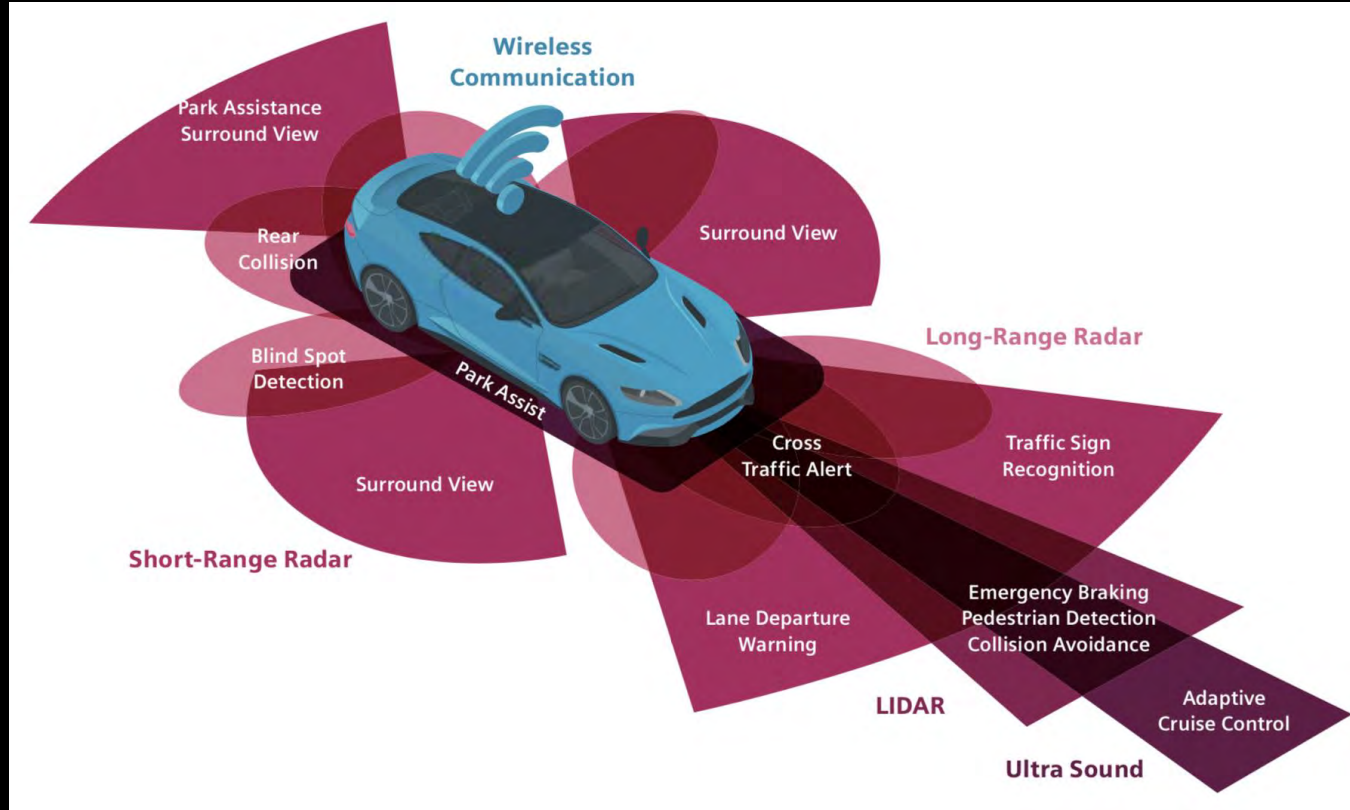 Wireless
Communication
Park Assistance
Surround View
Surround View
Rear
Collision
Long-Range Radar
Blind Spot
Detection
Park Assist
Cross
Traffic Alert
Traffic Sign
Recognition
Surround View
Short-Range Radar
Emergency Braking
Pedestrian Detection
Collision Avoidance
Lane Departure
Warning
LIDAR
Adaptive
Cruise Control
Ultra Sound